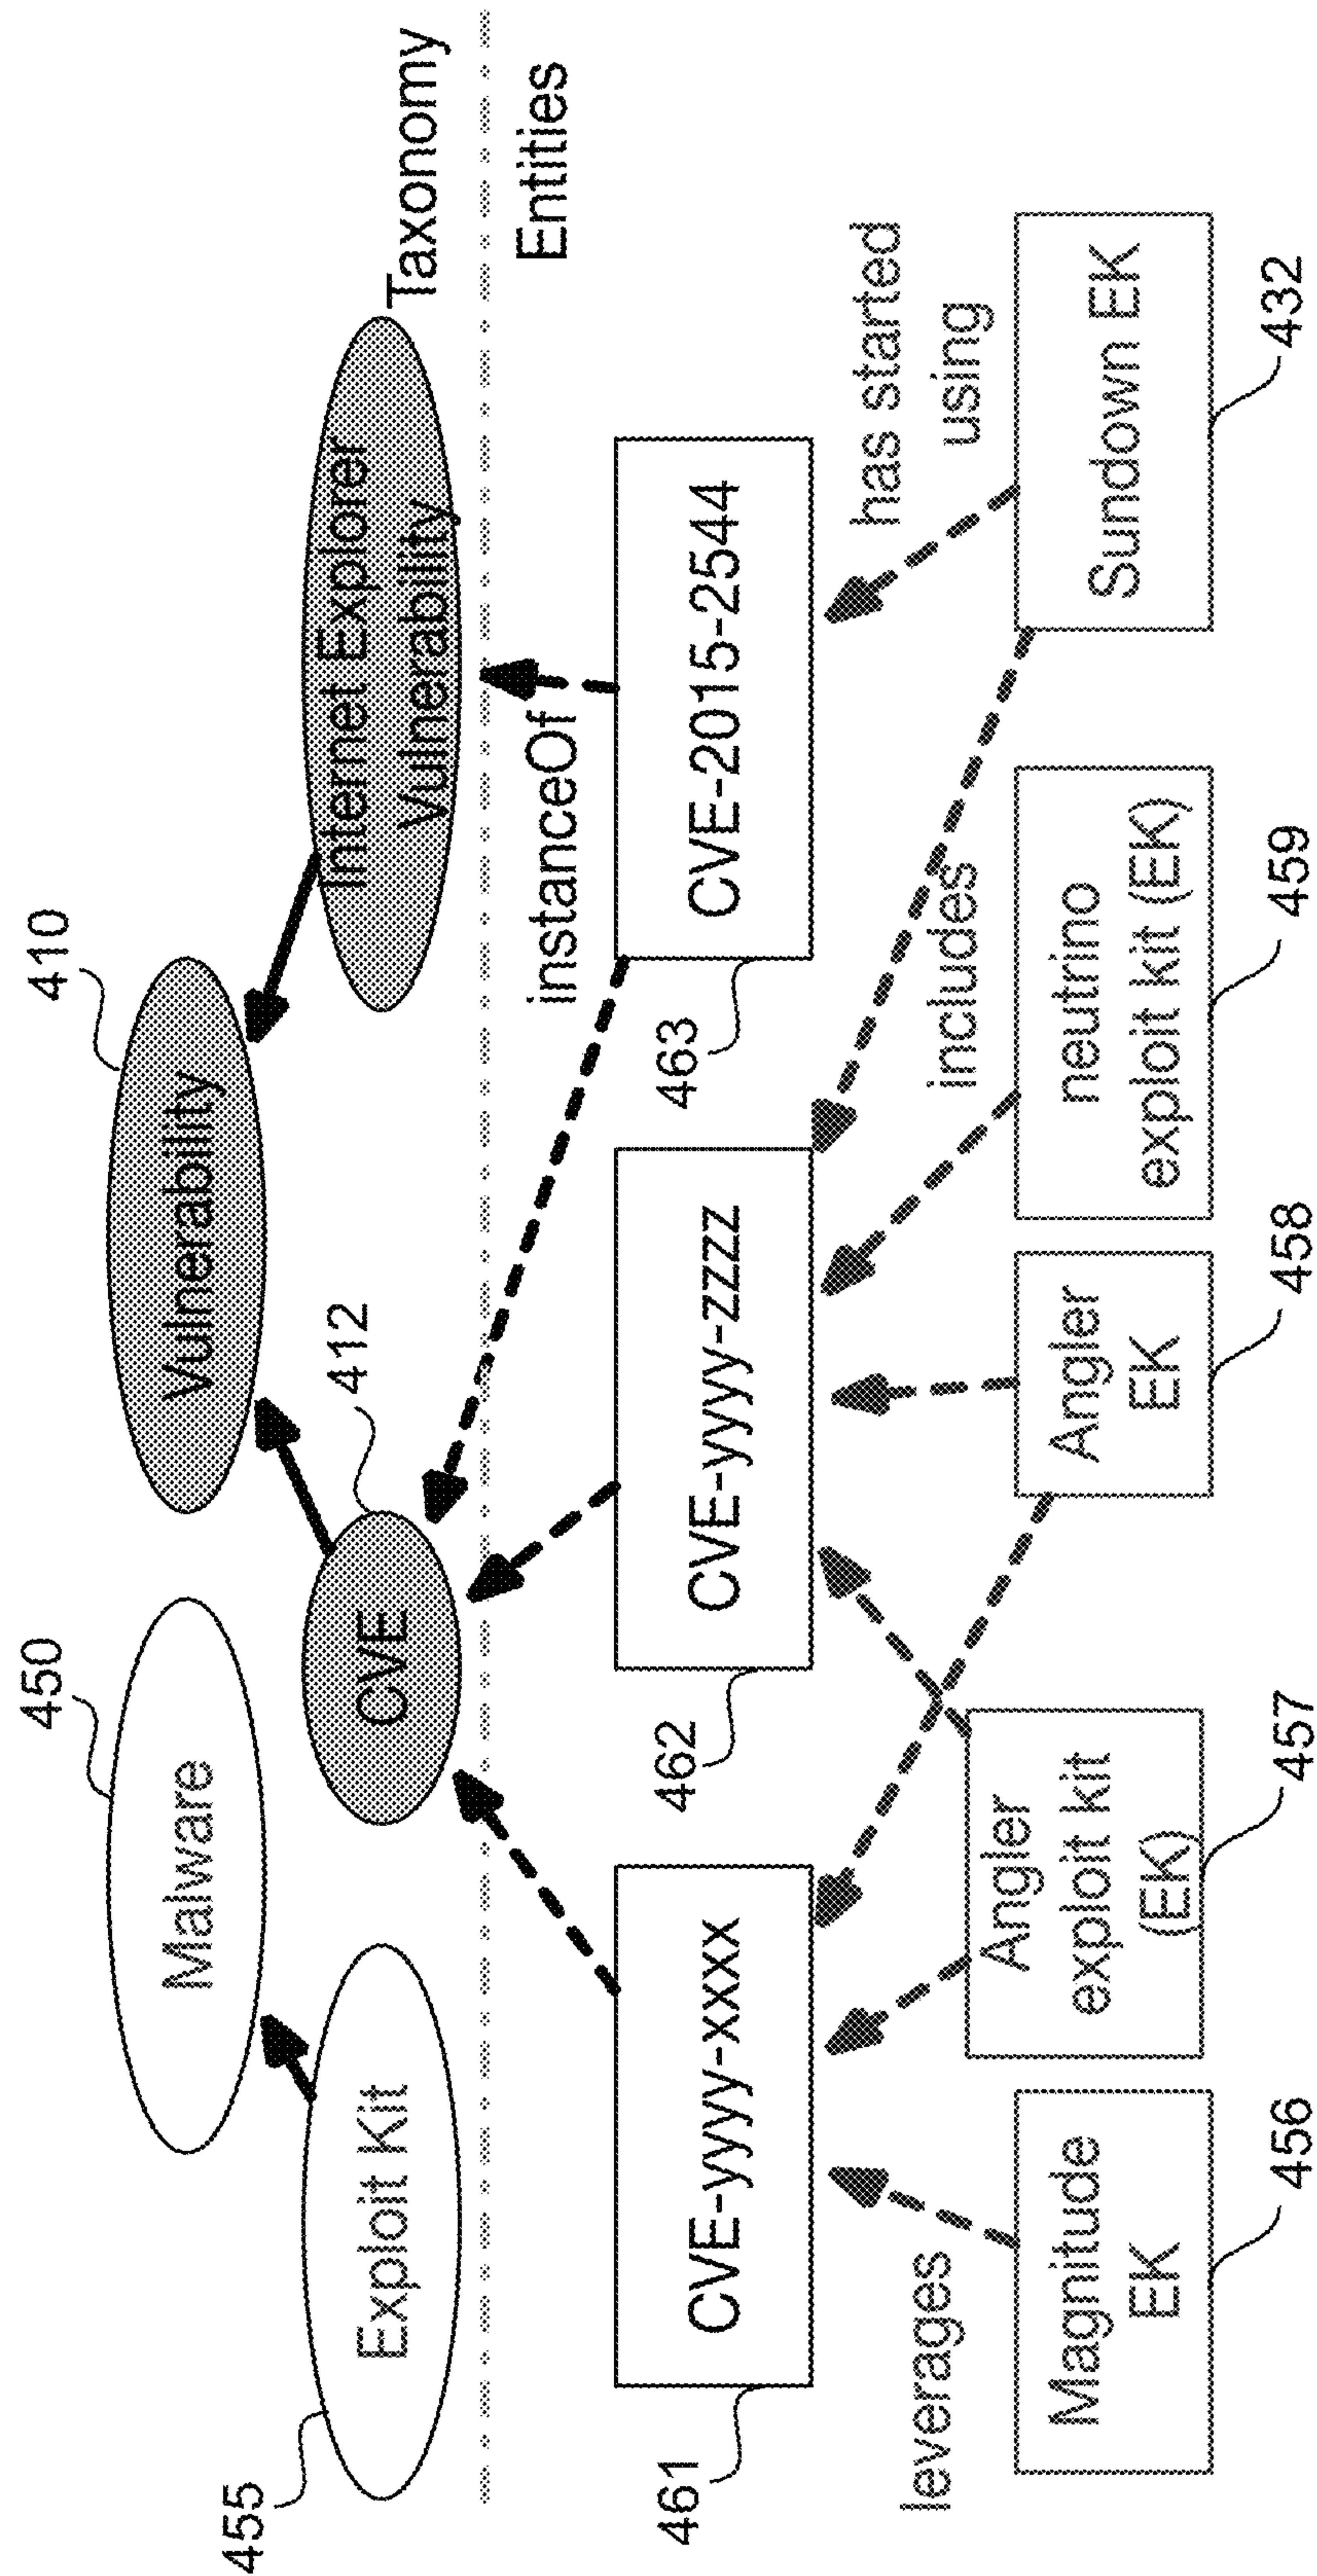 450
410
Malware
Vulnerability
455
412
Exploit Kit
CVE
Internet Explorer
Vulnerability
Taxonomy
Entities
instanceOf
461
462
463
CVE-yyyy-xxxx
CVE-yyyy-zzzz
CVE-2015-2544
leverages
includes
has started
using
Magnitude
EK
Angler
exploit kit
(EK)
Angler
EK
neutrino
exploit kit (EK)
Sundown EK
456
457
458
459
432